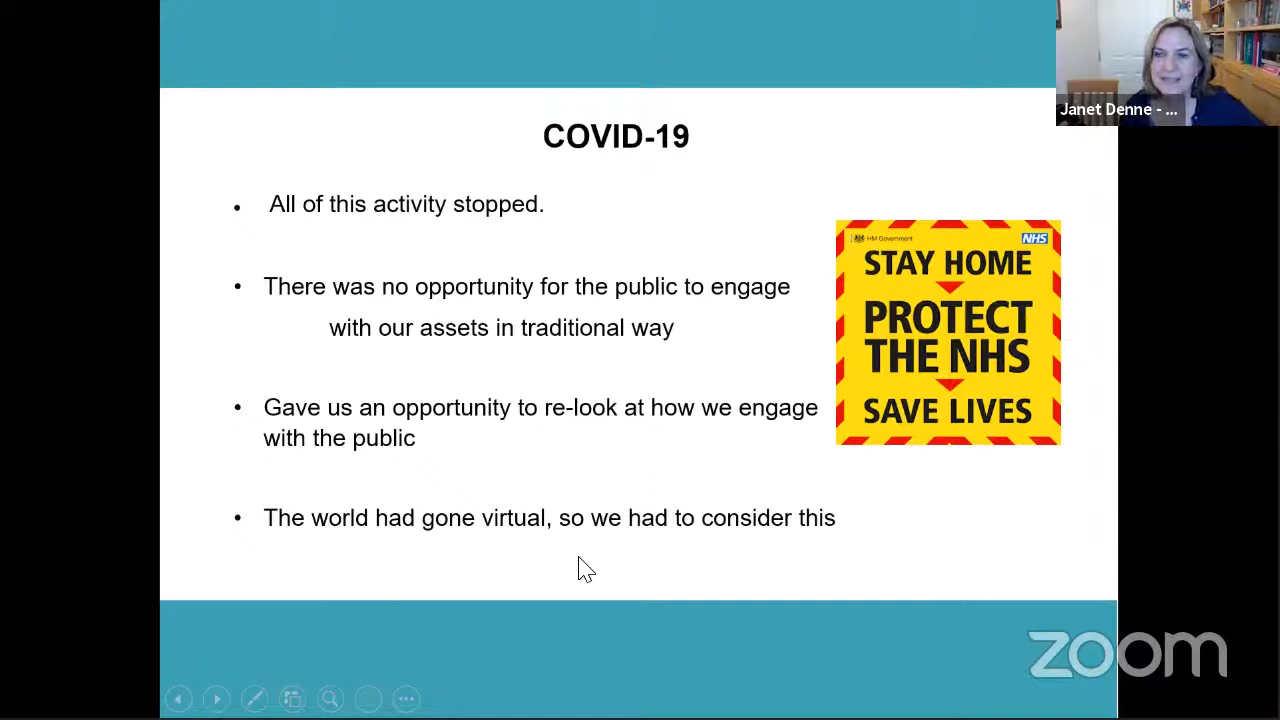 Janet Denne - ...
COVID-19
• All of this activity stopped.
• There was no opportunity for the public to engage
with our assets in traditional way
HM Government
NHS
STAY HOME
PROTECT
THE NHS
SAVE LIVES
• Gave us an opportunity to re-look at how we engage
with the public
• The world had gone virtual, so we had to consider this
zoom